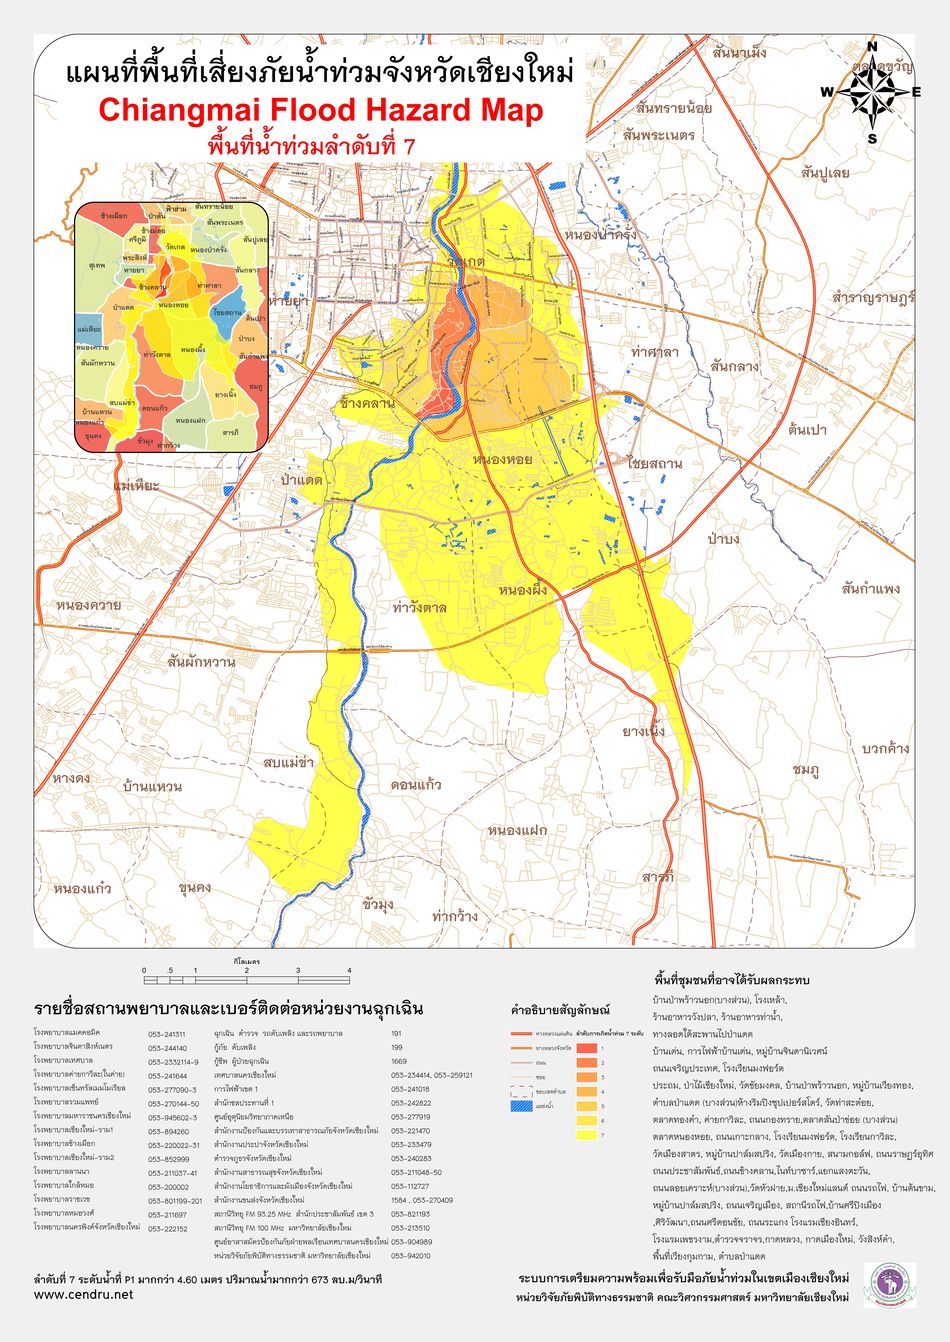 แผนที่พื้นที่เสี่ยงภัยน้ำท่วมจังหวัดเชียงใหม่
Chiangmai Flood Hazard Map
พื้นที่น้ำท่วมลำดับที่ 7
N
W E
S
สันนาเม็ง
สันทรายน้อย
สันพระเนตร
สันปูเลย
หนองป่าครั่ง
วัดเกต
หายยา
สำราญราษฎร์
ท่าศาลา
สันกลาง
ช้างคลาน
ต้นเปา
หนองหอย
ไชยสถาน
ป่าแดด
แม่เหียะ
ป่าบง
หนองผึ้ง
สันกำแพง
หนองควาย
ท่าวังตาล
สันผักหวาน
ยางเนิ้ง
บวกค้าง
สบแม่ข่า
ชมภู
หางดง
บ้านแหวน
ดอนแก้ว
หนองแฝก
สารภี
หนองแก๋ว
ขุนคง
ขัวมุง
ท่ากว้าง
ช้างเผือก
ป่าตัน
ฟ้าฮ่าม
สันทรายน้อย
สันพระเนตร
ช้างม่อย
ศรีภูมิ
วัดเกต
หนองป่าครั่ง
สันปูเลย
สุเทพ
พระสิงห์
หายยา
สันกลาง
ช้างคลาน
ท่าศาลา
ป่าแดด
หนองหอย
ไชยสถาน
ต้นเปา
แม่เหียะ
ป่าบง
หนองควาย
หนองผึ้ง
ท่าวังตาล
สันกำแพง
สันผักหวาน
ชมภู
ยางเนิ้ง
สบแม่ข่า
ดอนแก้ว
บ้านแหวน
หนองแก๋ว
หนองแฝก
สารภี
ขุนคง
ขัวมุง
ท่ากว้าง
กิโลเมตร
0 .5 1 2 3 4
รายชื่อสถานพยาบาลและเบอร์ติดต่อหน่วยงานฉุกเฉิน
โรงพยาบาลแมคคอมิค 053-241311 ฉุกเฉิน ตำรวจ รถดับเพลิง และรถพยาบาล 191
โรงพยาบาลจินดาสิงห์เนตร 053-244140 กู้ภัย ดับเพลิง 199
โรงพยาบาลเทศบาล 053-2332114-9 กู้ชีพ ผู้ป่วยฉุกเฉิน 1669
โรงพยาบาลค่ายกาวิละ(ในค่าย) 053-241644 เทศบาลนครเชียงใหม่ 053-234414, 053-259121
โรงพยาบาลเซ็นทรัลเมมโมเรียล 053-277090-3 การไฟฟ้าเขต 1 053-241018
โรงพยาบาลรวมแพทย์ 053-270144-50 สำนักชลประทานที่ 1 053-242822
โรงพยาบาลมหาราชนครเชียงใหม่ 053-945602-3 ศูนย์อุตุนิยมวิทยาภาคเหนือ 053-277919
โรงพยาบาลเชียงใหม่-ราม1 053-894260 สำนักงานป้องกันและบรรเทาสาธารณภัยจังหวัดเชียงใหม่ 053-221470
โรงพยาบาลช้างเผือก 053-220022-31 สำนักงานประปาจังหวัดเชียงใหม่ 053-233479
โรงพยาบาลเชียงใหม่-ราม2 053-852999 ตำรวจภูธรจังหวัดเชียงใหม่ 053-240283
โรงพยาบาลลานนา 053-211037-41 สำนักงานสาธารณสุขจังหวัดเชียงใหม่ 053-211048-50
โรงพยาบาลใกล้หมอ 053-200002 สำนักงานโยธาธิการและผังเมืองจังหวัดเชียงใหม่ 053-112727
โรงพยาบาลราชเวช 053-801199-201 สำนักงานขนส่งจังหวัดเชียงใหม่ 1584 , 053-270409
โรงพยาบาลหมอวงค์ 053-211697 สถานีวิทยุ FM 93.25 MHz สำนักประชาสัมพันธ์ เขต 3 053-821193
โรงพยาบาลนครพิงค์จังหวัดเชียงใหม่ 053-222152 สถานีวิทยุ FM 100 MHz มหาวิทยาลัยเชียงใหม่ 053-213510
ศูนย์อาสาสมัครป้องกันภัยฝ่ายพลเรือนเทศบาลนครเชียงใหม่ 053-904989
หน่วยวิจัยภัยพิบัติทางธรรมชาติ มหาวิทยาลัยเชียงใหม่ 053-942010
คำอธิบายสัญลักษณ์
ทางหลวงแผ่นดิน ลำดับการเกิดน้ำท่วม 7 ระดับ
ทางหลวงจังหวัด 1
ถนน 2
ซอย 3
ขอบเขตตำบล 4
แหล่งน้ำ 5
6
7
พื้นที่ชุมชนที่อาจได้รับผลกระทบ
บ้านป่าพร้าวนอก(บางส่วน), โรงเหล้า,
ร้านอาหารวังปลา, ร้านอาหารท่าน้ำ,
ทางลอดใต้สะพานไปป่าแดด
บ้านเด่น, การไฟฟ้าบ้านเด่น, หมู่บ้านจินดานิเวศน์
ถนนเจริญประเทศ, โรงเรียนมงฟอร์ต
ประถม, ป่าไม้เชียงใหม่, วัดชัยมงคล, บ้านป่าพร้าวนอก, หมู่บ้านเวียงทอง,
ตำบลป่าแดด (บางส่วน)ห้างริมปิงซุปเปอร์สโตร์, วัดท่าสะต๋อย,
ตลาดทองคำ, ค่ายกาวิละ, ถนนกองทราย,ตลาดสันป่าข่อย (บางส่วน)
ตลาดหนองหอย, ถนนเกาะกลาง, โรงเรียนมงฟอร์ต, โรงเรียนกาวิละ,
วัดเมืองสาตร, หมู่บ้านปาล์มสปริง, วัดเมืองกาย, สนามกอล์ฟ, ถนนราษฎร์อุทิศ
ถนนประชาสัมพันธ์,ถนนช้างคลาน,ไนท์บาซาร์,แยกแสงตะวัน,
ถนนลอยเคราะห์(บางส่วน),วัดหัวฝาย,ม.เชียงใหม่แลนด์ ถนนรถไฟ, บ้านต้นขาม,
หมู่บ้านปาล์มสปริง, ถนนเจริญเมือง, สถานีรถไฟ,บ้านศรีปิงเมือง
,ศิริวัฒนา,ถนนศรีดอนชัย, ถนนระแกง โรงแรมเชียงอินทร์,
โรงแรมเพชรงาม,ตำรวจจราจร,กาดหลวง, กาดเมืองใหม่, วังสิงห์คำ,
พื้นที่เวียงกุมกาม, ตำบลป่าแดด
ลำดับที่ 7 ระดับน้ำที่ P1 มากกว่า 4.60 เมตร ปริมาณน้ำมากกว่า 673 ลบ.ม/วินาที
www.cendru.net
ระบบการเตรียมความพร้อมเพื่อรับมือภัยน้ำท่วมในเขตเมืองเชียงใหม่
หน่วยวิจัยภัยพิบัติทางธรรมชาติ คณะวิศวกรรมศาสตร์ มหาวิทยาลัยเชียงใหม่